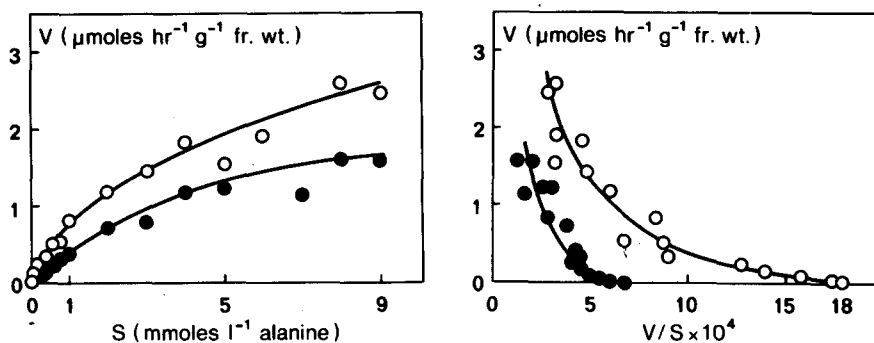 V (μmoles hr⁻¹ g⁻¹ fr. wt.)
3
2
1
0
0 1 5 9
S (mmoles l⁻¹ alanine)
V (μmoles hr⁻¹ g⁻¹ fr. wt.)
3
2
1
0
0 5 10 15 18
V/S×10⁴